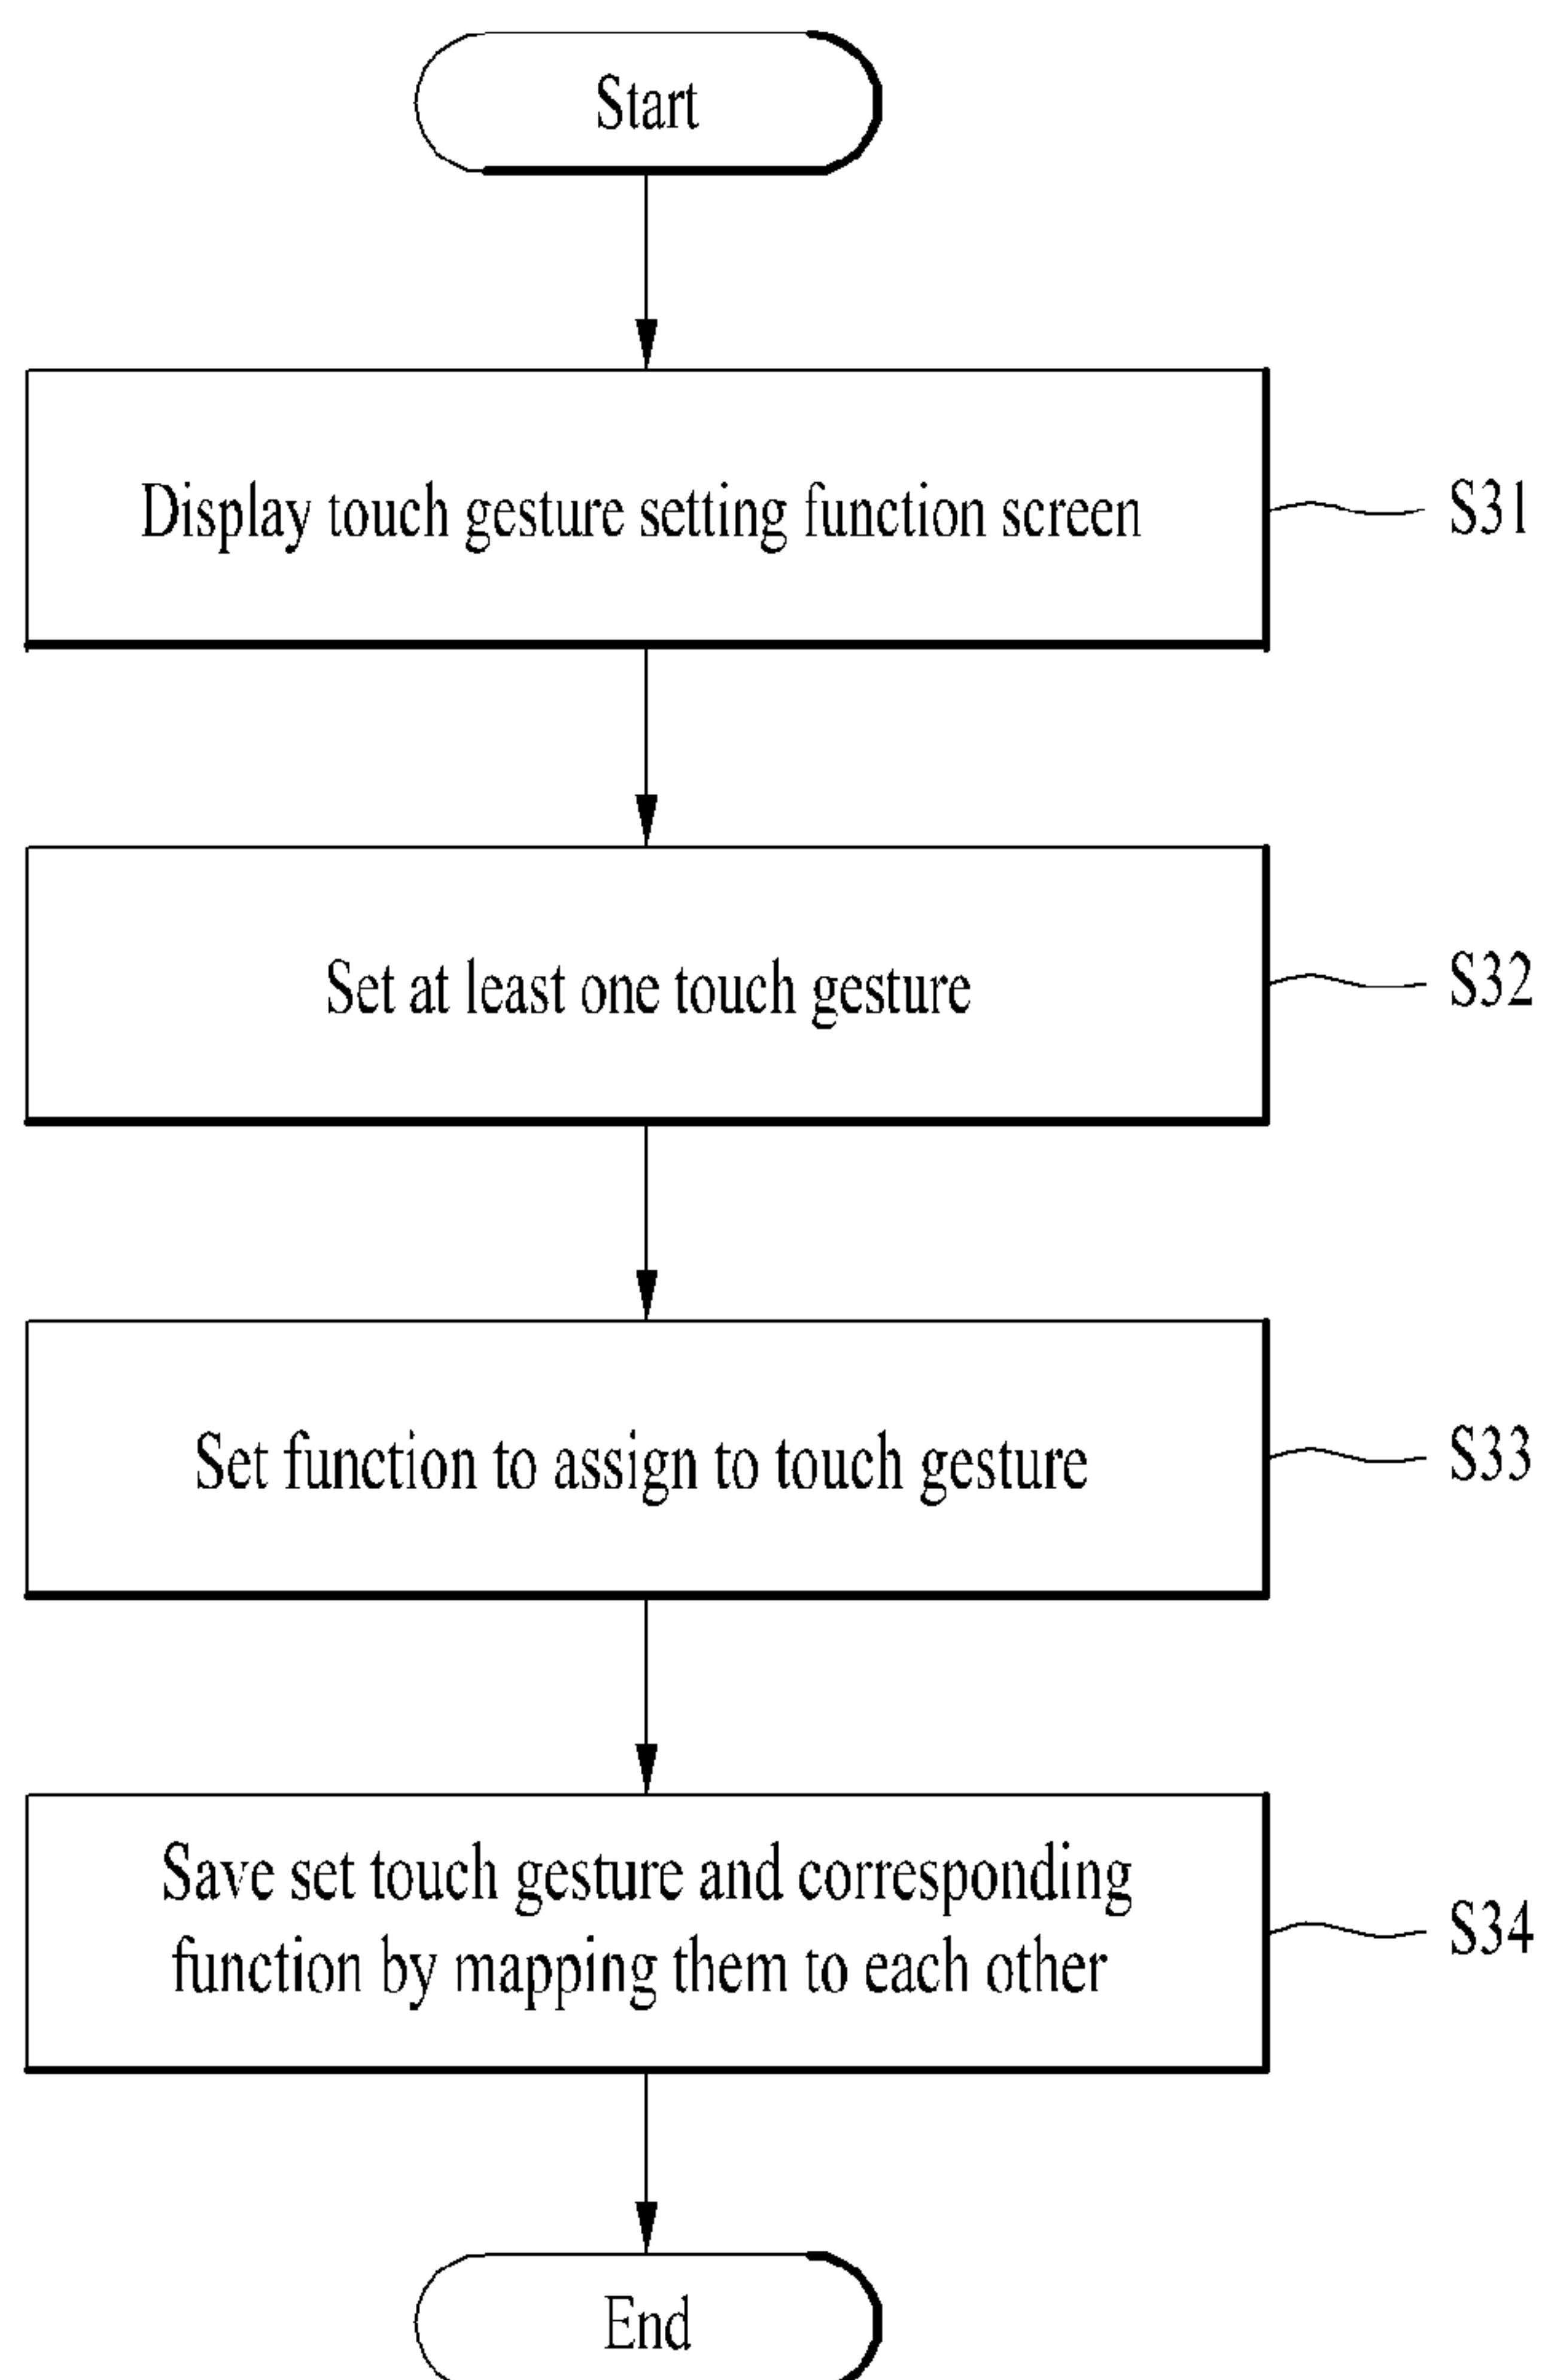 Start
Display touch gesture setting function screen
S31
Set at least one touch gesture
S32
Set function to assign to touch gesture
S33
Save set touch gesture and corresponding
function by mapping them to each other
S34
End